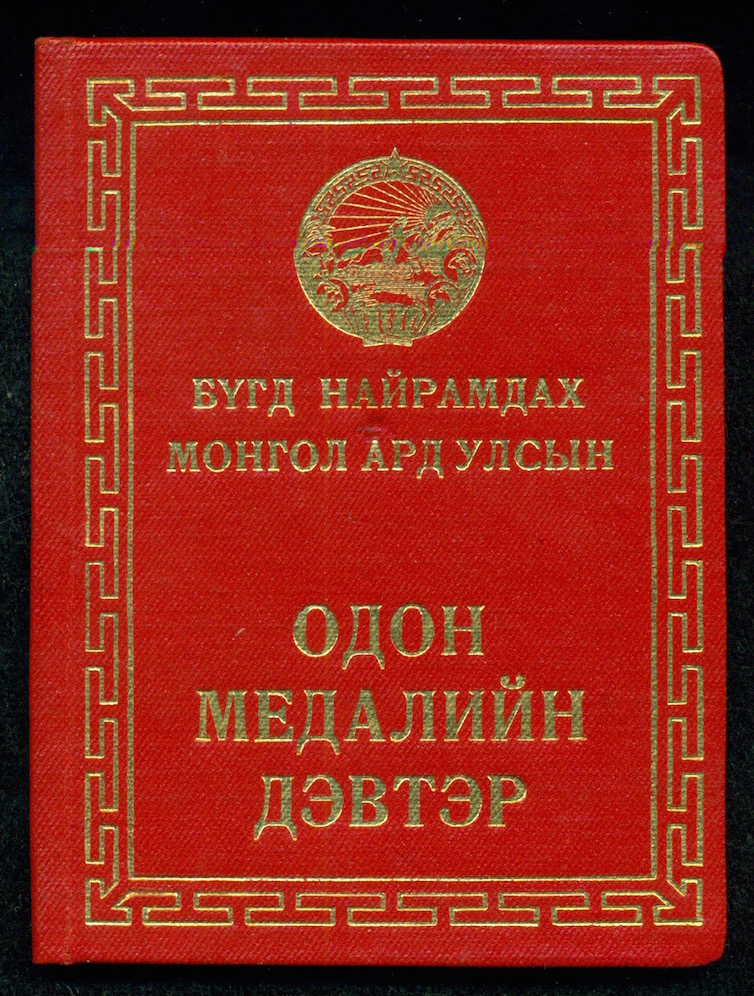 БҮГД НАЙРАМДАХ
МОНГОЛ АРД УЛСЫН
ОДОН
МЕДАЛИЙН
ДЭВТЭР